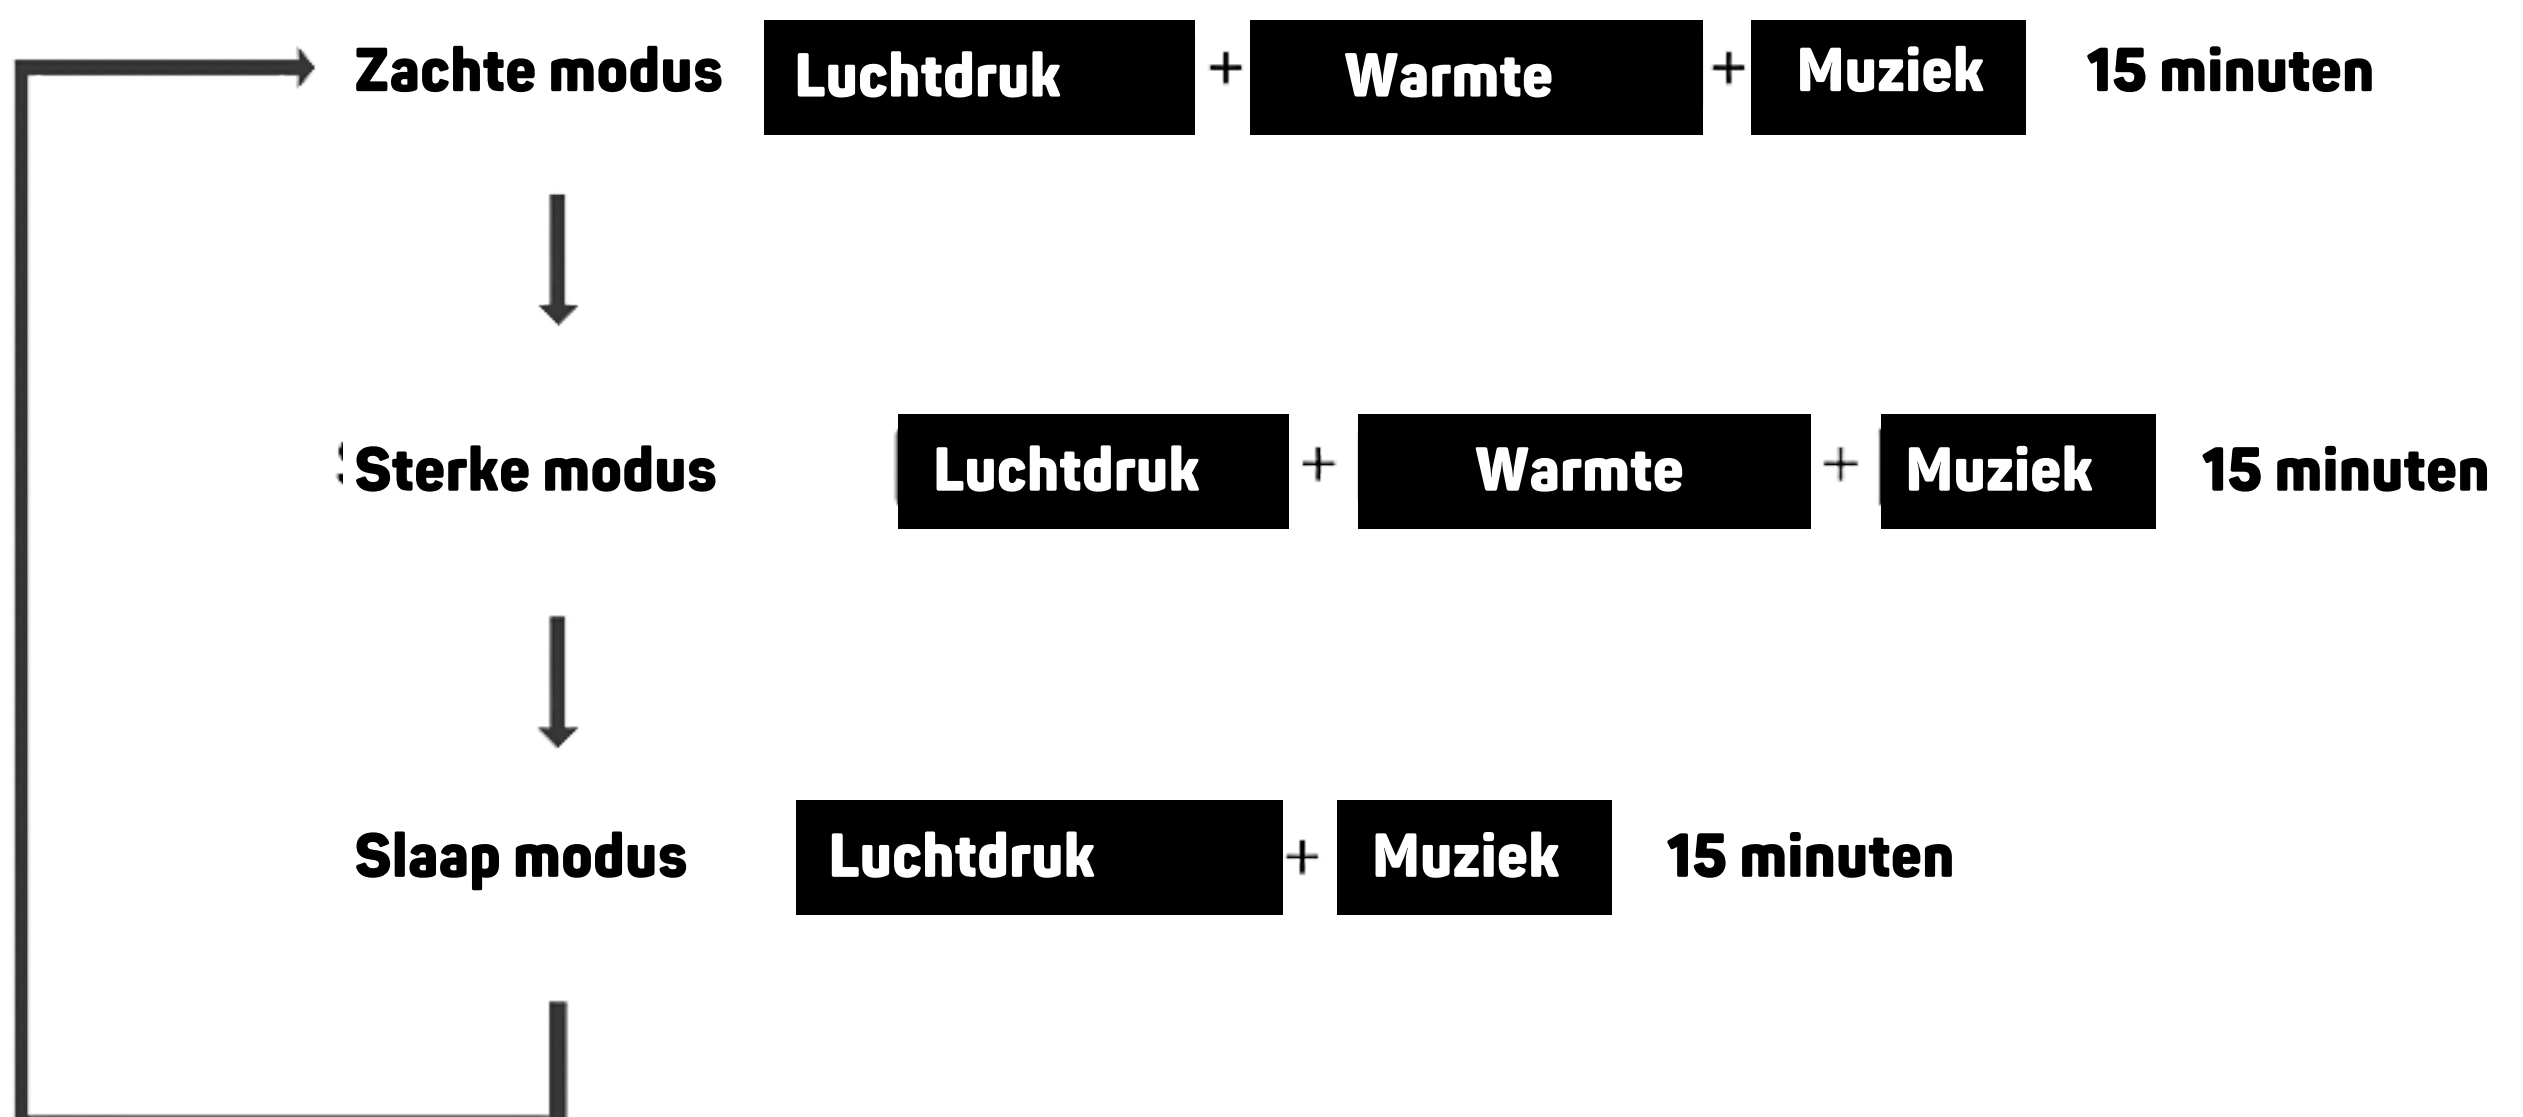 Zachte modus Luchtdruk + Warmte + Muziek 15 minuten
Sterke modus Luchtdruk + Warmte + Muziek 15 minuten
Slaap modus Luchtdruk + Muziek 15 minuten